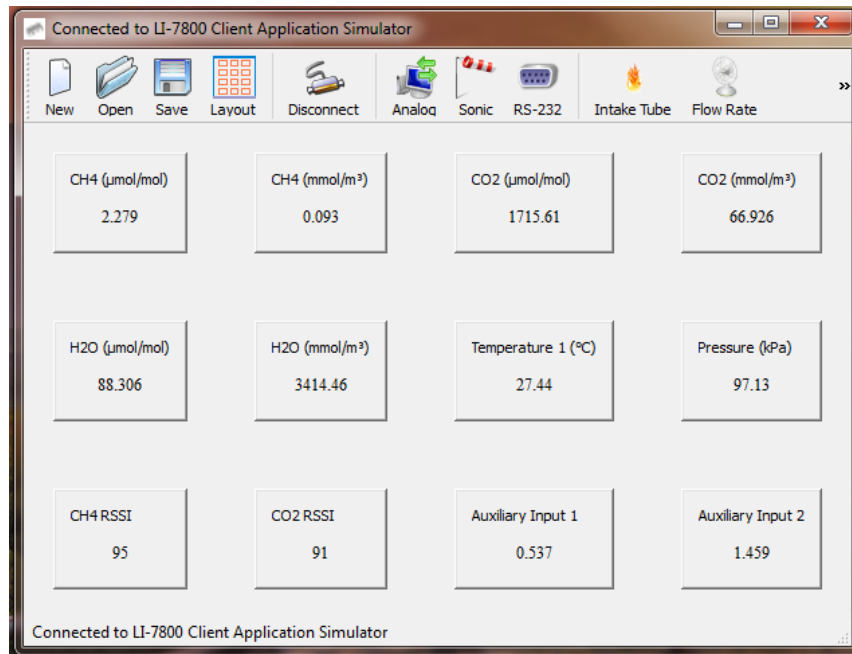 Connected to LI-7800 Client Application Simulator
New Open Save Layout Disconnect Analog Sonic RS-232 Intake Tube Flow Rate »
CH4 (µmol/mol) CH4 (mmol/m³) CO2 (µmol/mol) CO2 (mmol/m³)
2.279 0.093 1715.61 66.926
H2O (µmol/mol) H2O (mmol/m³) Temperature 1 (°C) Pressure (kPa)
88.306 3414.46 27.44 97.13
CH4 RSSI CO2 RSSI Auxiliary Input 1 Auxiliary Input 2
95 91 0.537 1.459
Connected to LI-7800 Client Application Simulator